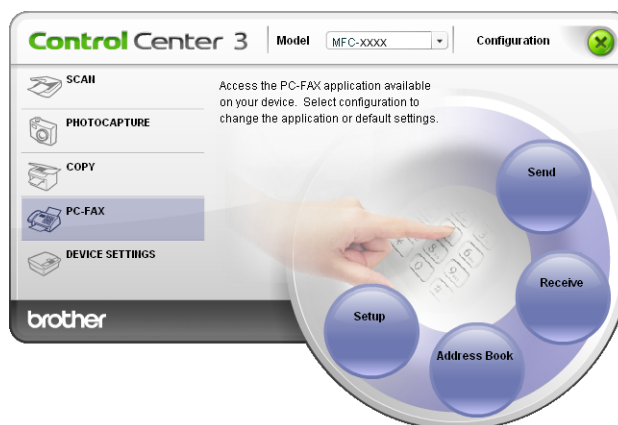 Control Center 3
Model
MFC-XXXX
Configuration
SCAN
PHOTOCAPTURE
COPY
PC-FAX
DEVICE SETTINGS
Access the PC-FAX application available
on your device. Select configuration to
change the application or default settings.
Send
Receive
Address Book
Setup
brother